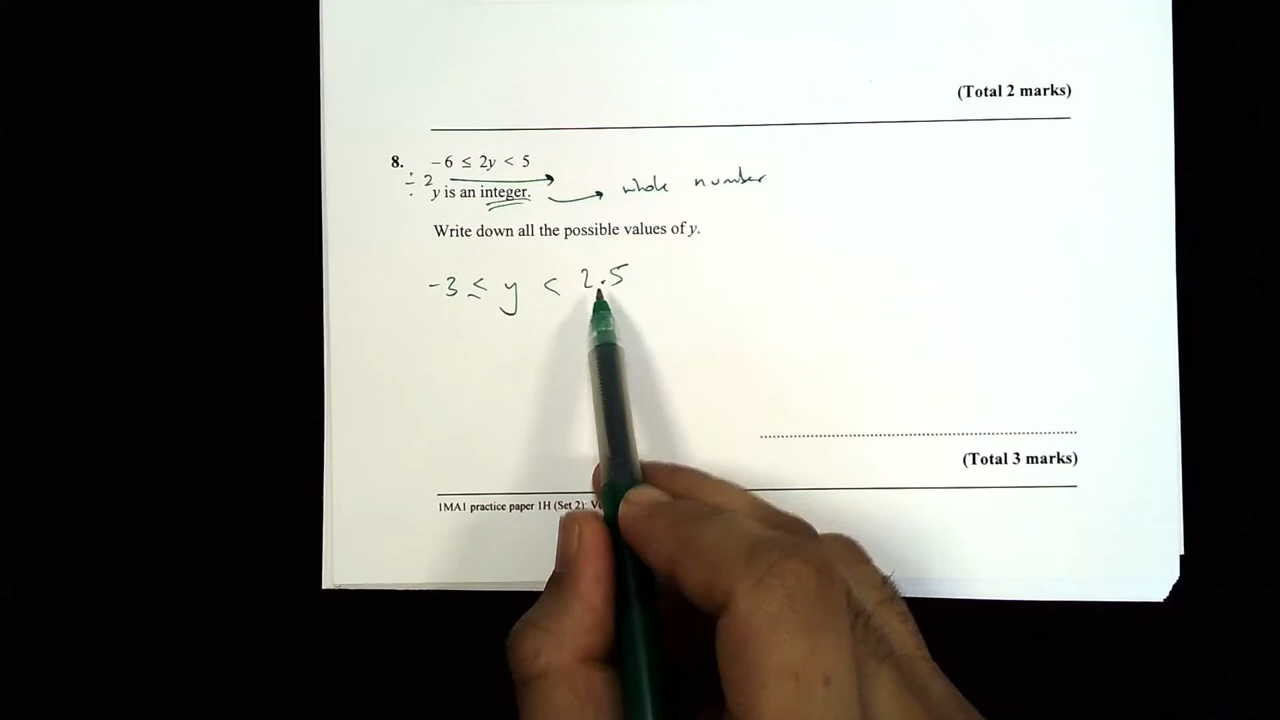 (Total 2 marks)
8. −6 ≤ 2y < 5
÷ 2
y is an integer. whole number
Write down all the possible values of y.
-3 ≤ y < 2.5
(Total 3 marks)
1MA1 practice paper 1H (Set 2):